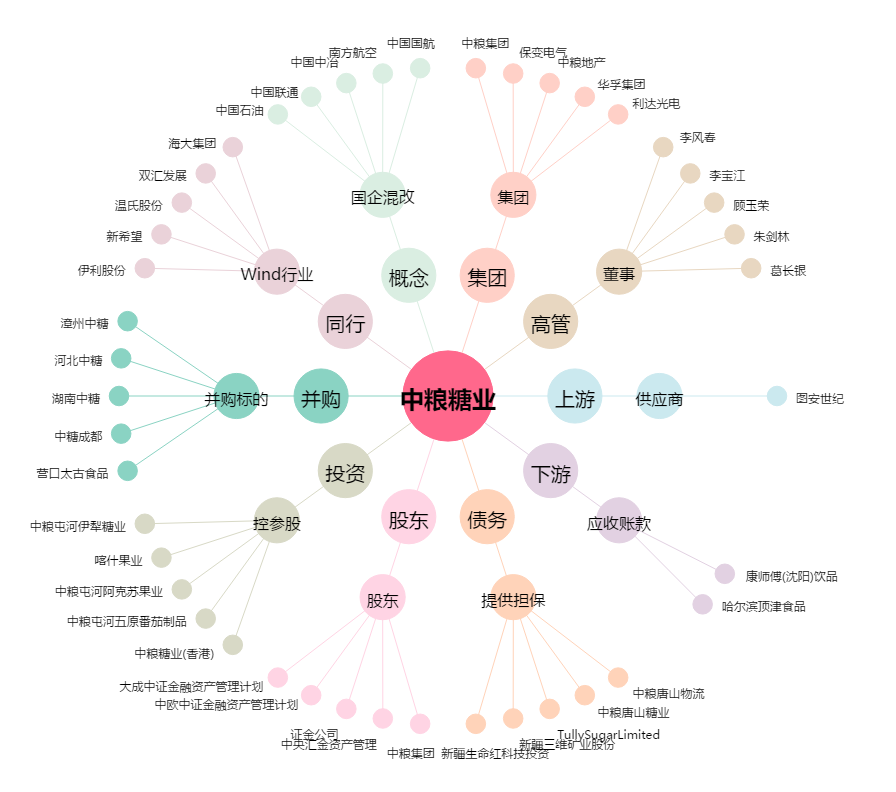 中国国航
中粮集团
南方航空
保变电气
中国中冶
中粮地产
中国联通
华孚集团
中国石油
利达光电
海大集团
李风春
双汇发展
李宝江
国企混改
集团
温氏股份
顾玉荣
新希望
朱剑林
伊利股份
Wind行业
概念
集团
董事
葛长银
漳州中糖
同行
高管
河北中糖
湖南中糖
并购标的
并购
中粮糖业
上游
供应商
图安世纪
中糖成都
营口太古食品
投资
下游
中粮屯河伊犁糖业
控参股
股东
债务
应收账款
喀什果业
康师傅(沈阳)饮品
中粮屯河阿克苏果业
股东
提供担保
哈尔滨顶津食品
中粮屯河五原番茄制品
中粮糖业(香港)
大成中证金融资产管理计划
中粮唐山物流
中欧中证金融资产管理计划
中粮唐山糖业
证金公司
TullySugarLimited
中央汇金资产管理
新疆三维矿业股份
中粮集团
新疆生命红科技投资